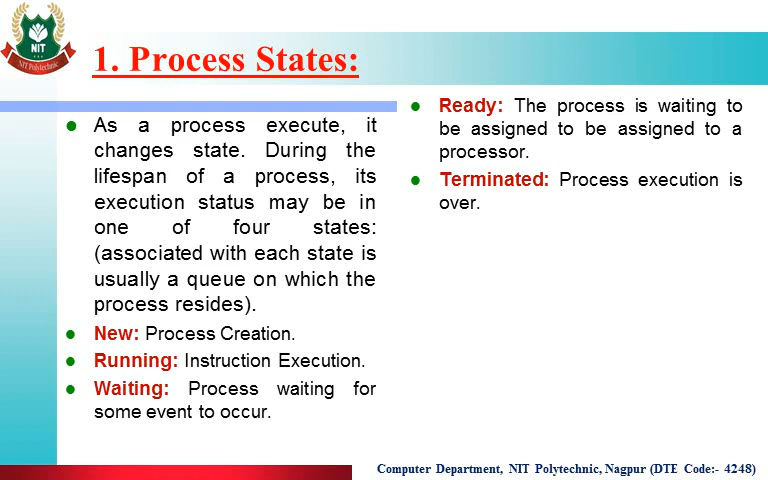 NIT
NIT Polytechnic
1. Process States:
As a process execute, it
changes state. During the
lifespan of a process, its
execution status may be in
one of four states:
(associated with each state is
usually a queue on which the
process resides).
New: Process Creation.
Running: Instruction Execution.
Waiting: Process waiting for
some event to occur.
Ready: The process is waiting to
be assigned to be assigned to a
processor.
Terminated: Process execution is
over.
Computer Department, NIT Polytechnic, Nagpur (DTE Code:- 4248)